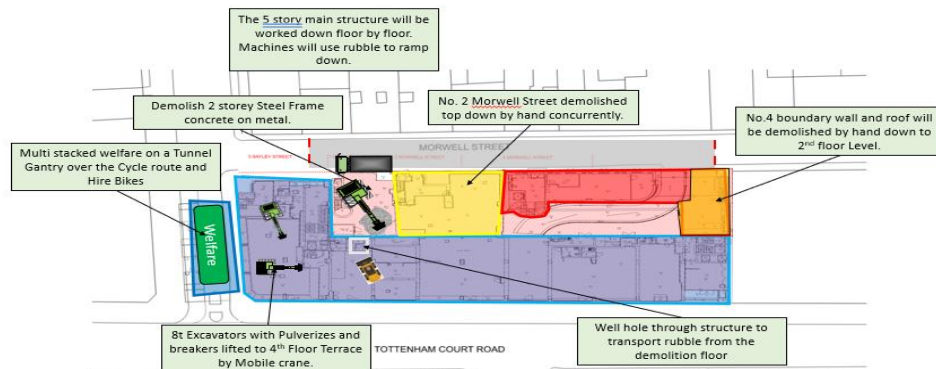 The 5 story main structure will be
worked down floor by floor.
Machines will use rubble to ramp
down.
Demolish 2 storey Steel Frame
concrete on metal.
No. 2 Morwell Street demolished
top down by hand concurrently.
No.4 boundary wall and roof will
be demolished by hand down to
2nd floor Level.
Multi stacked welfare on a Tunnel
Gantry over the Cycle route and
Hire Bikes
MORWELL STREET
Welfare
8t Excavators with Pulverizes and
breakers lifted to 4th Floor Terrace
by Mobile crane.
TOTTENHAM COURT ROAD
Well hole through structure to
transport rubble from the
demolition floor